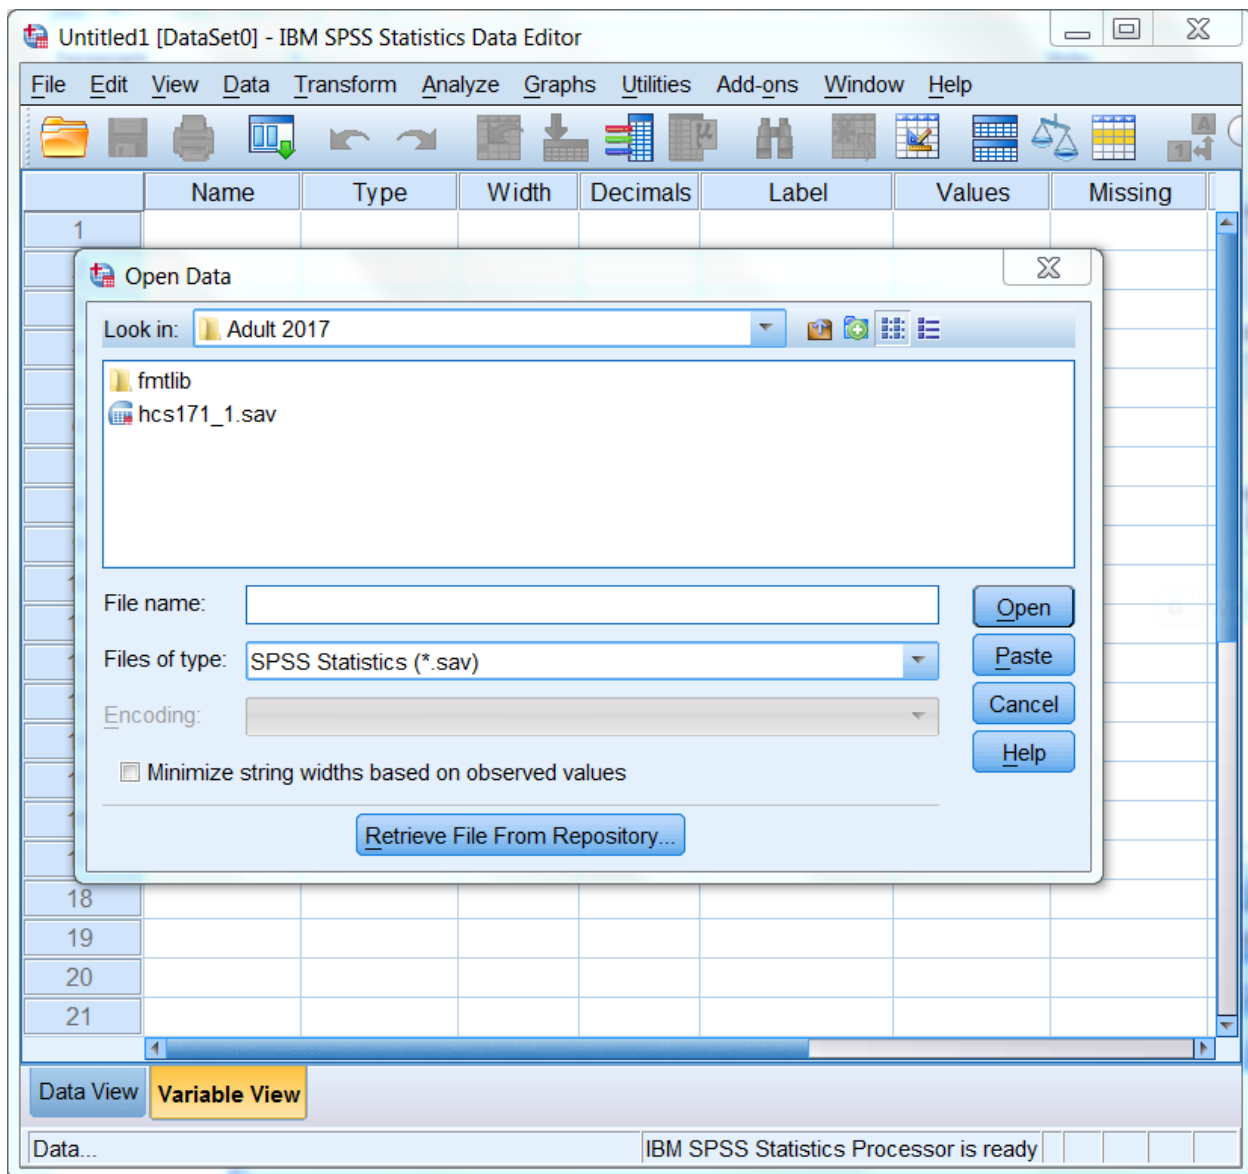 Untitled1 [DataSet0] - IBM SPSS Statistics Data Editor
File Edit View Data Transform Analyze Graphs Utilities Add-ons Window Help
Name Type Width Decimals Label Values Missing
1
Open Data
Look in: Adult 2017
fmtlib
hcs171_1.sav
File name:
Open
Files of type: SPSS Statistics (*.sav)
Paste
Encoding:
Cancel
Minimize string widths based on observed values
Help
Retrieve File From Repository...
18
19
20
21
Data View Variable View
Data... IBM SPSS Statistics Processor is ready